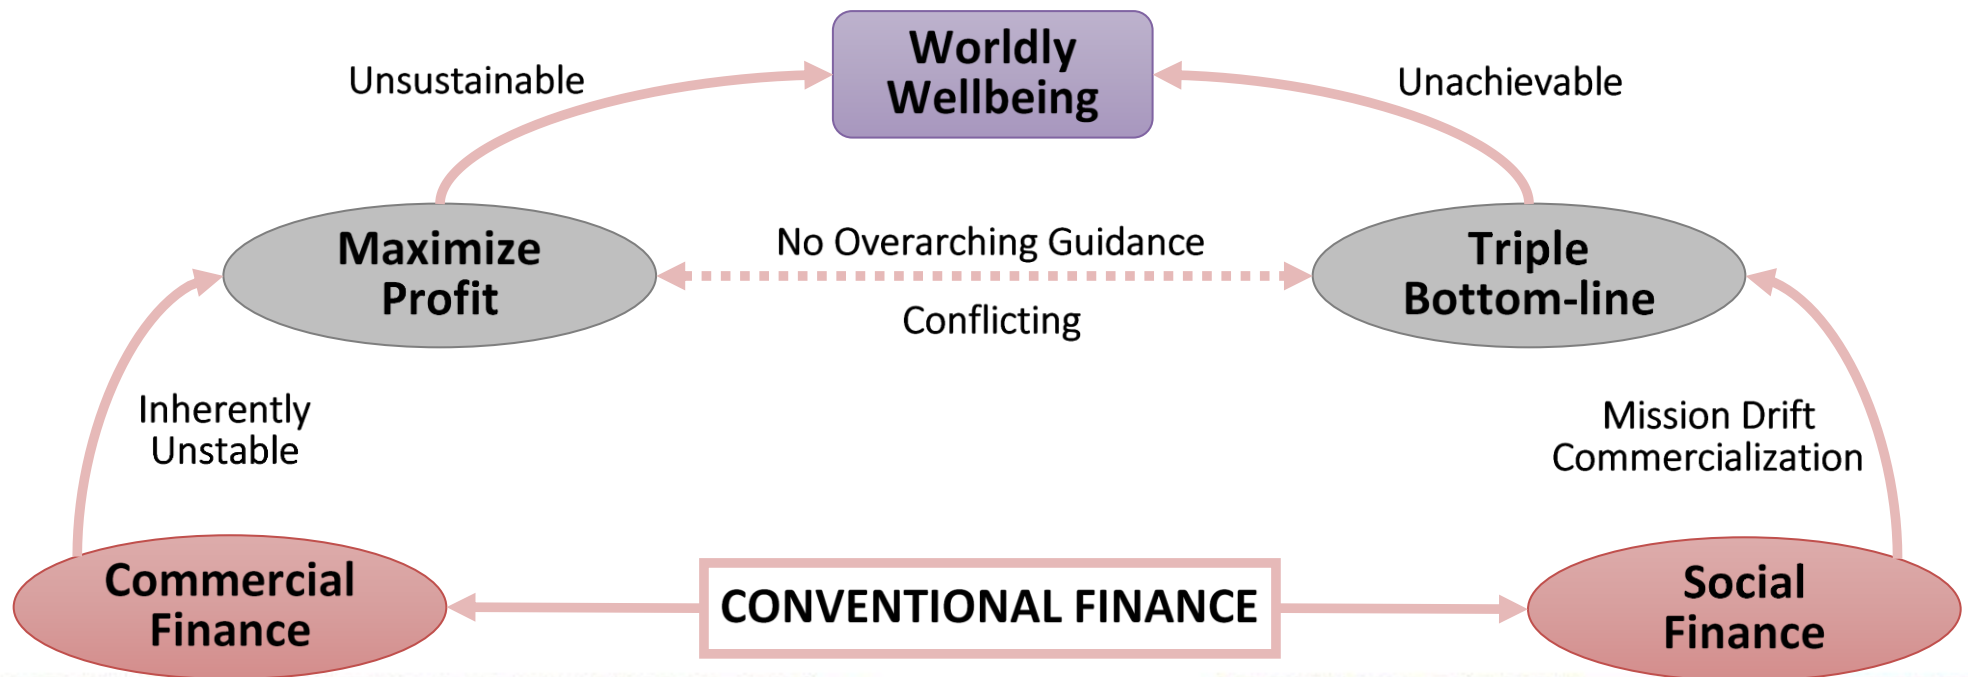 Worldly
Wellbeing
Unsustainable
Unachievable
Maximize
Profit
No Overarching Guidance
Conflicting
Triple
Bottom-line
Inherently
Unstable
Mission Drift
Commercialization
Commercial
Finance
CONVENTIONAL FINANCE
Social
Finance